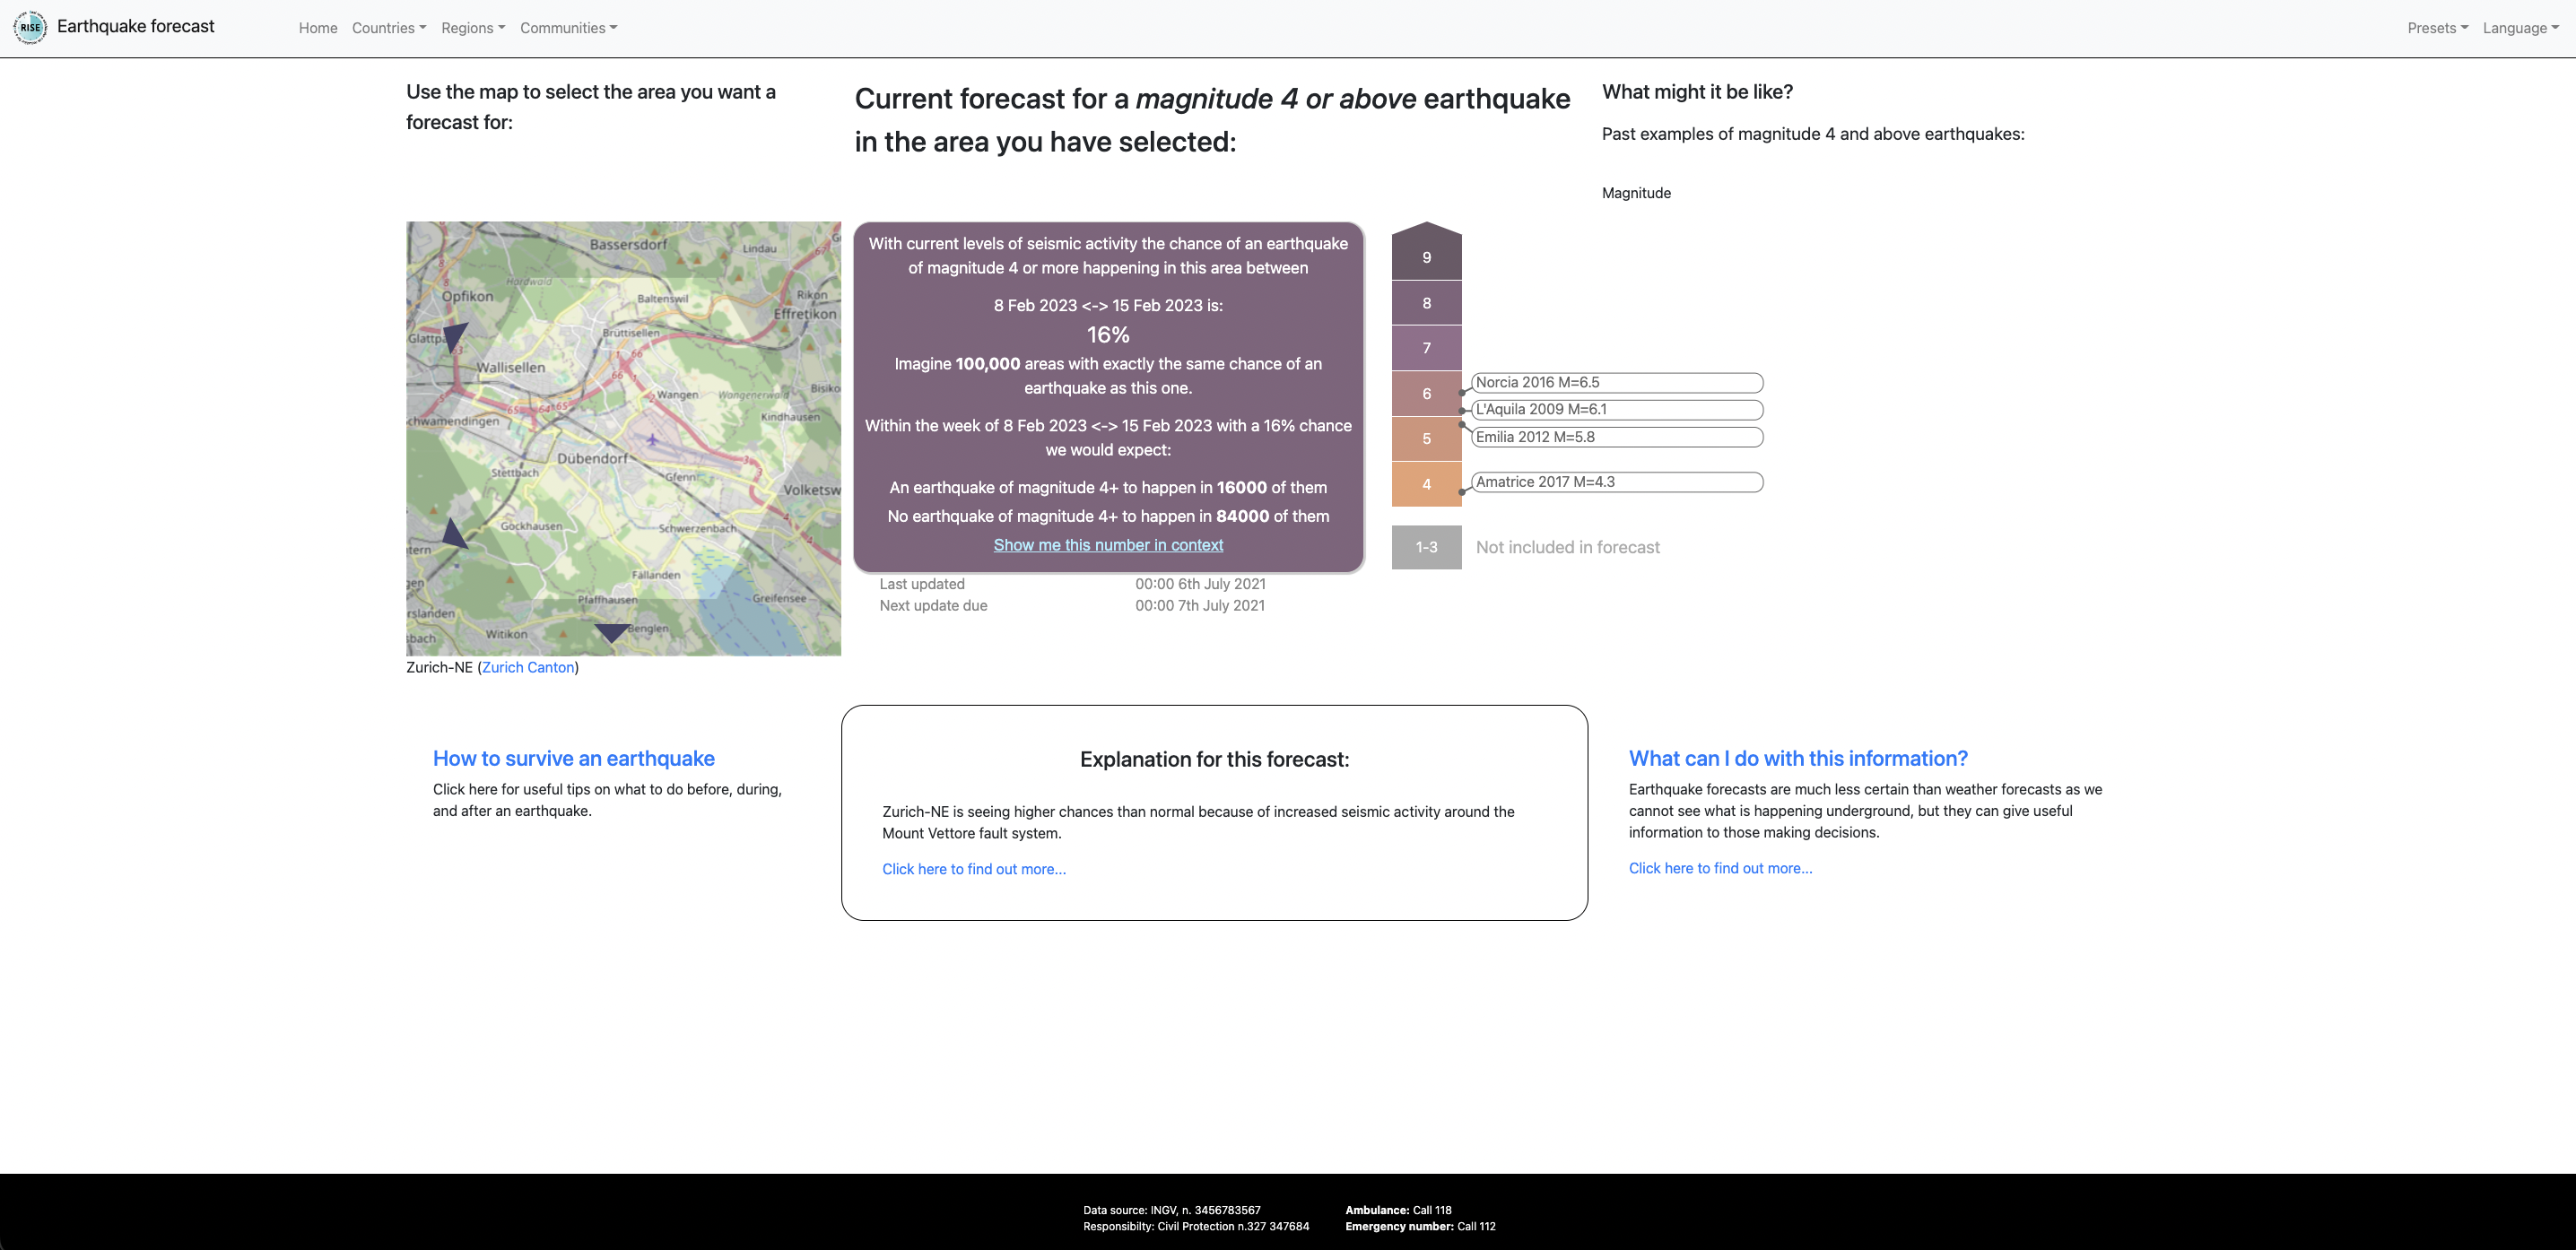 RISE Earthquake forecast
Home Countries Regions Communities
Presets Language
Use the map to select the area you want a
forecast for:
Bassersdorf
Lindau
Hardwald
Opfikon
Baltenswil
Rikon
Effretikon
Brüttisellen
Glattpa
Wallisellen
66
66
Bisiko
Wangen
Wangenerwald
65 64 65
Kindhausen
chwamendingen
Dübendorf
Stettbach
Gfenn
Volketsw
Gockhausen
Schwerzenbach
tern
Fällanden
gen
Pfaffhausen
Greifensee
rslanden
sbach
Witikon
Benglen
67
Zurich-NE (Zurich Canton)
Current forecast for a magnitude 4 or above earthquake
in the area you have selected:
With current levels of seismic activity the chance of an earthquake
of magnitude 4 or more happening in this area between
8 Feb 2023 <-> 15 Feb 2023 is:
16%
Imagine 100,000 areas with exactly the same chance of an
earthquake as this one.
Within the week of 8 Feb 2023 <-> 15 Feb 2023 with a 16% chance
we would expect:
An earthquake of magnitude 4+ to happen in 16000 of them
No earthquake of magnitude 4+ to happen in 84000 of them
Show me this number in context
Last updated 00:00 6th July 2021
Next update due 00:00 7th July 2021
What might it be like?
Past examples of magnitude 4 and above earthquakes:
Magnitude
9
8
7
6
5
4
1-3
Norcia 2016 M=6.5
L'Aquila 2009 M=6.1
Emilia 2012 M=5.8
Amatrice 2017 M=4.3
Not included in forecast
How to survive an earthquake
Click here for useful tips on what to do before, during,
and after an earthquake.
Explanation for this forecast:
Zurich-NE is seeing higher chances than normal because of increased seismic activity around the
Mount Vettore fault system.
Click here to find out more...
What can I do with this information?
Earthquake forecasts are much less certain than weather forecasts as we
cannot see what is happening underground, but they can give useful
information to those making decisions.
Click here to find out more...
Data source: INGV, n. 3456783567
Responsibilty: Civil Protection n.327 347684
Ambulance: Call 118
Emergency number: Call 112